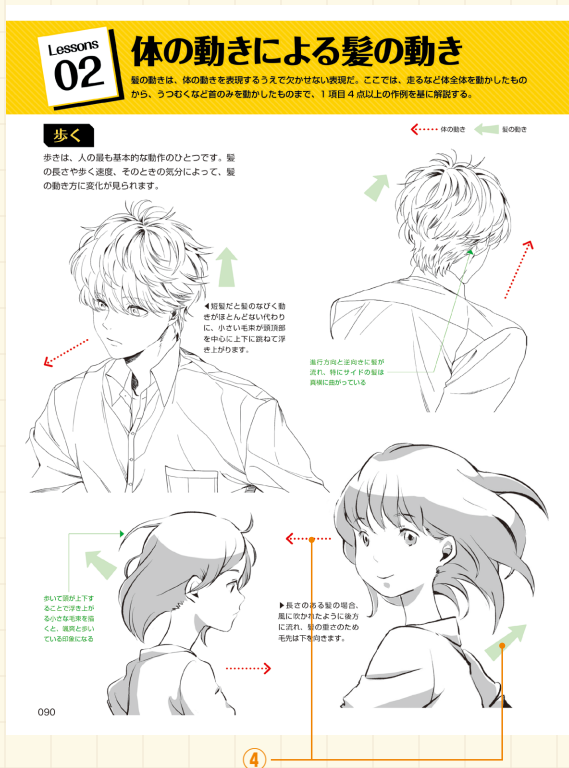 Lessons
02
体の動きによる髪の動き
髪の動きは、体の動きを表現するうえで欠かせない表現だ。ここでは、走るなど体全体を動かしたもの
から、うつむくなど首のみを動かしたものまで、1項目4点以上の作例を基に解説する。
歩く
体の動き 髪の動き
歩きは、人の最も基本的な動作のひとつです。髪
の長さや歩く速度、そのときの気分によって、髪
の動き方に変化が見られます。
◀短髪だと髪のなびく動
きがほとんどない代わり
に、小さい毛束が頭頂部
を中心に上下に跳ねて浮
き上がります。
進行方向と逆向きに髪が
流れ、特にサイドの髪は
真横に曲がっている
歩いて頭が上下す
ることで浮き上が
る小さな毛束を描
くと、颯爽と歩い
ている印象になる
▶長さのある髪の場合、
風に吹かれたように後方
に流れ、髪の重さのため
毛先は下を向きます。
090
4